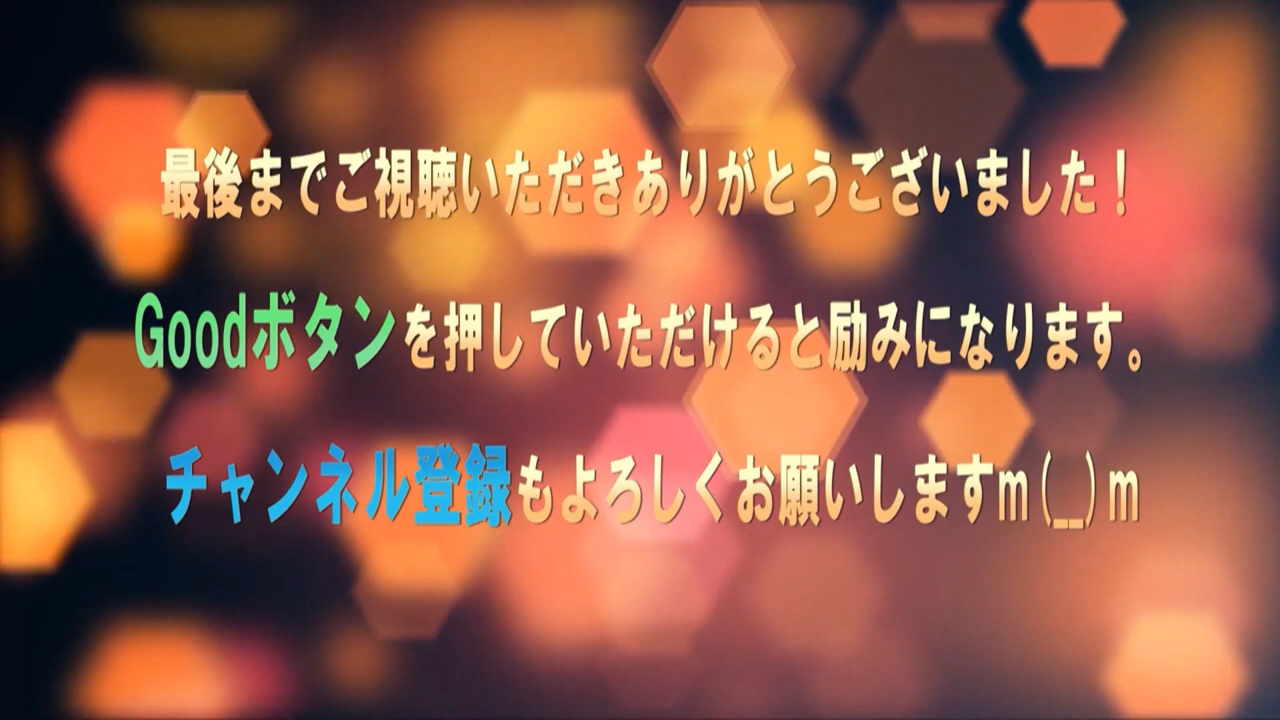 最後までご視聴いただきありがとうございました!
Goodボタンを押していただけると励みになります。
チャンネル登録もよろしくお願いしますm(__)m